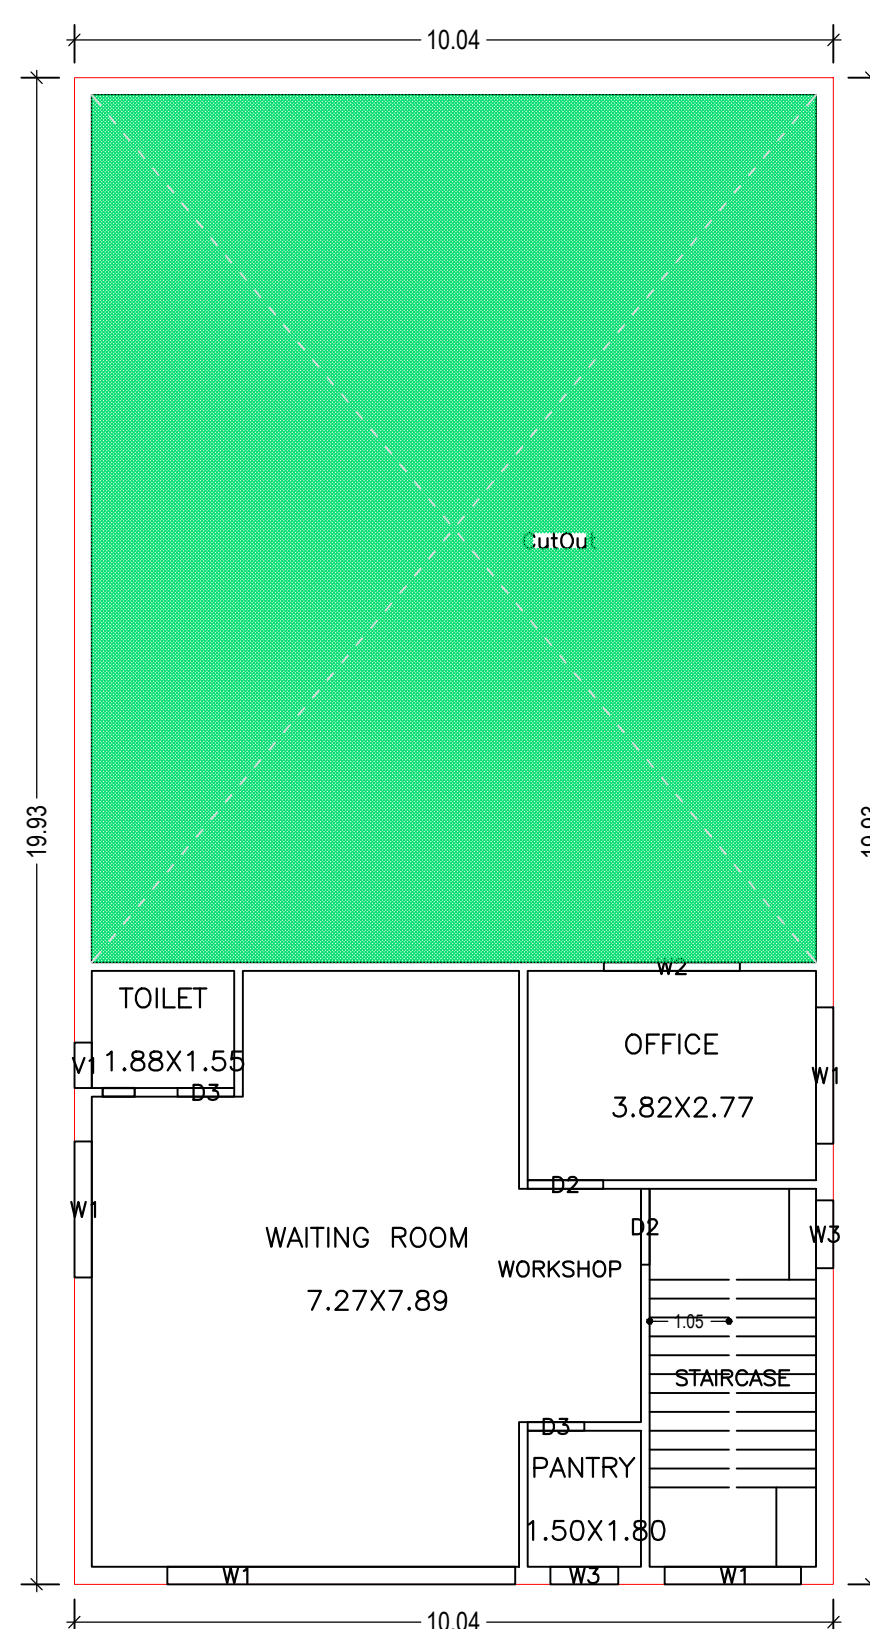 10.04
CutOut
19.93
W2
TOILET
1.88X1.55
V1
D3
OFFICE
3.82X2.77
W1
D2
W1
D2
W3
WAITING ROOM
7.27X7.89
WORKSHOP
1.05
STAIRCASE
D3
PANTRY
1.50X1.80
W1
W3
W1
10.04